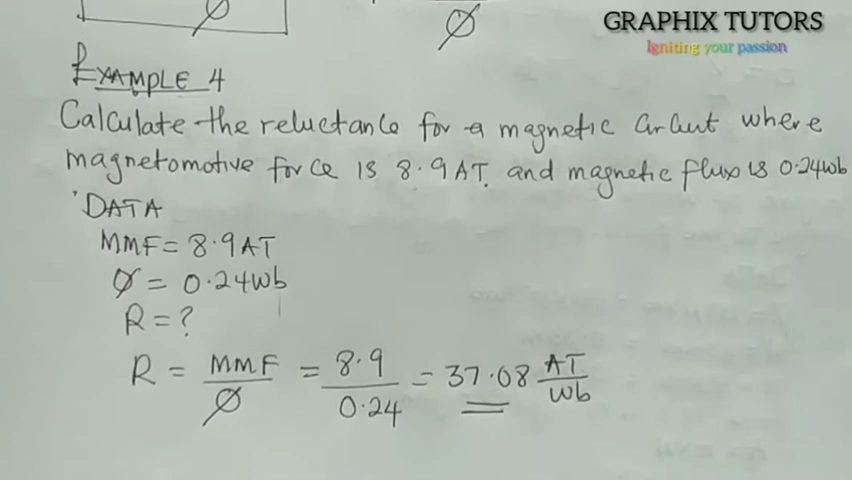 GRAPHIX TUTORS
Igniting your passion
Ø
Ø
EXAMPLE 4
Calculate the reluctance for a magnetic circuit where
magnetomotive force is 8.9 AT. and magnetic flux is 0.24wb
DATA
MMF = 8.9 AT
Ø = 0.24wb
R = ?
R = MMF/Ø = 8.9/0.24 = 37.08 AT/wb